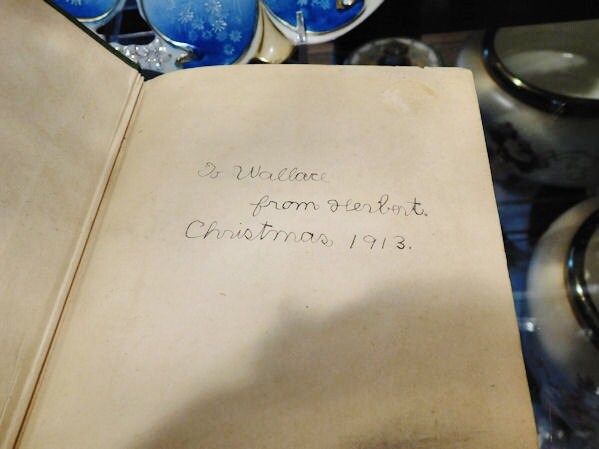 To Wallace
from Herbert.
Christmas, 1913.